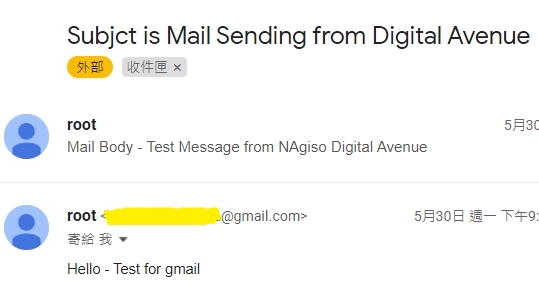 Subjct is Mail Sending from Digital Avenue
外部 收件匣 ×
root 5月30
Mail Body - Test Message from NAgiso Digital Avenue
root < @gmail.com> 5月30日 週一 下午9:
寄給 我
Hello - Test for gmail